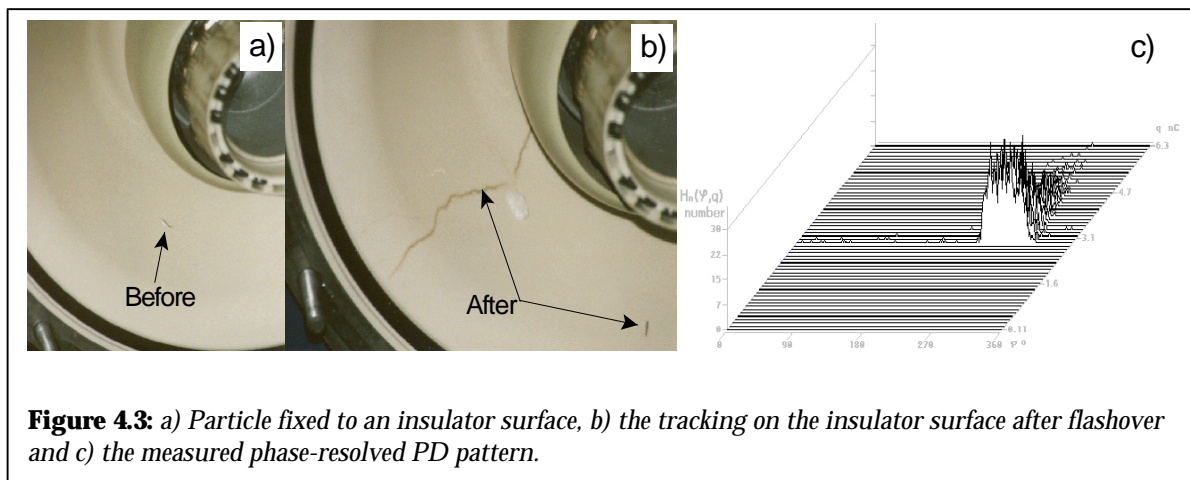 a)
Before
b)
After
c)
q nC
6.3
4.7
3.1
1.6
0.11
Hn(φ,q)
number
30
22
15
7
0
0 90 180 270 360 φ °
Figure 4.3: a) Particle fixed to an insulator surface, b) the tracking on the insulator surface after flashover
and c) the measured phase-resolved PD pattern.